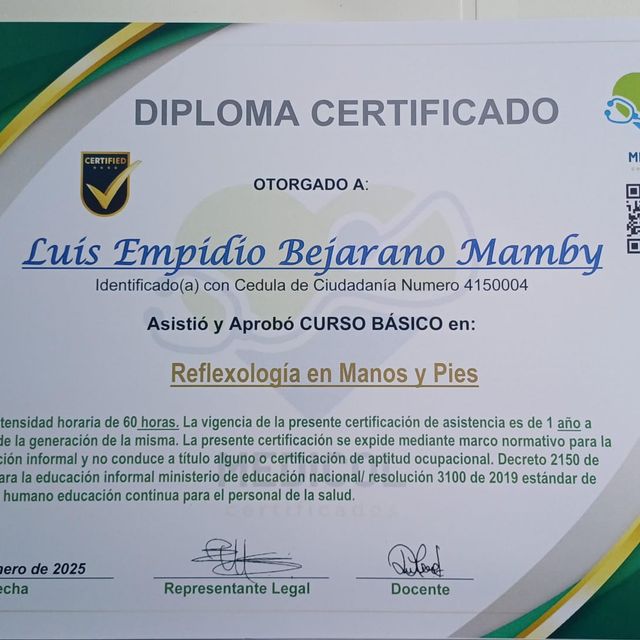 DIPLOMA CERTIFICADO
CERTIFIED
OTORGADO A:
Luis Empidio Bejarano Mamby
Identificado(a) con Cedula de Ciudadanía Numero 4150004
Asistió y Aprobó CURSO BÁSICO en:
Reflexología en Manos y Pies
tensidad horaria de 60 horas. La vigencia de la presente certificación de asistencia es de 1 año a
de la generación de la misma. La presente certificación se expide mediante marco normativo para la
ción informal y no conduce a título alguno o certificación de aptitud ocupacional. Decreto 2150 de
ara la educación informal ministerio de educación nacional/ resolución 3100 de 2019 estándar de
humano educación continua para el personal de la salud.
MEDICOL
certificados
nero de 2025
echa
Representante Legal
Docente